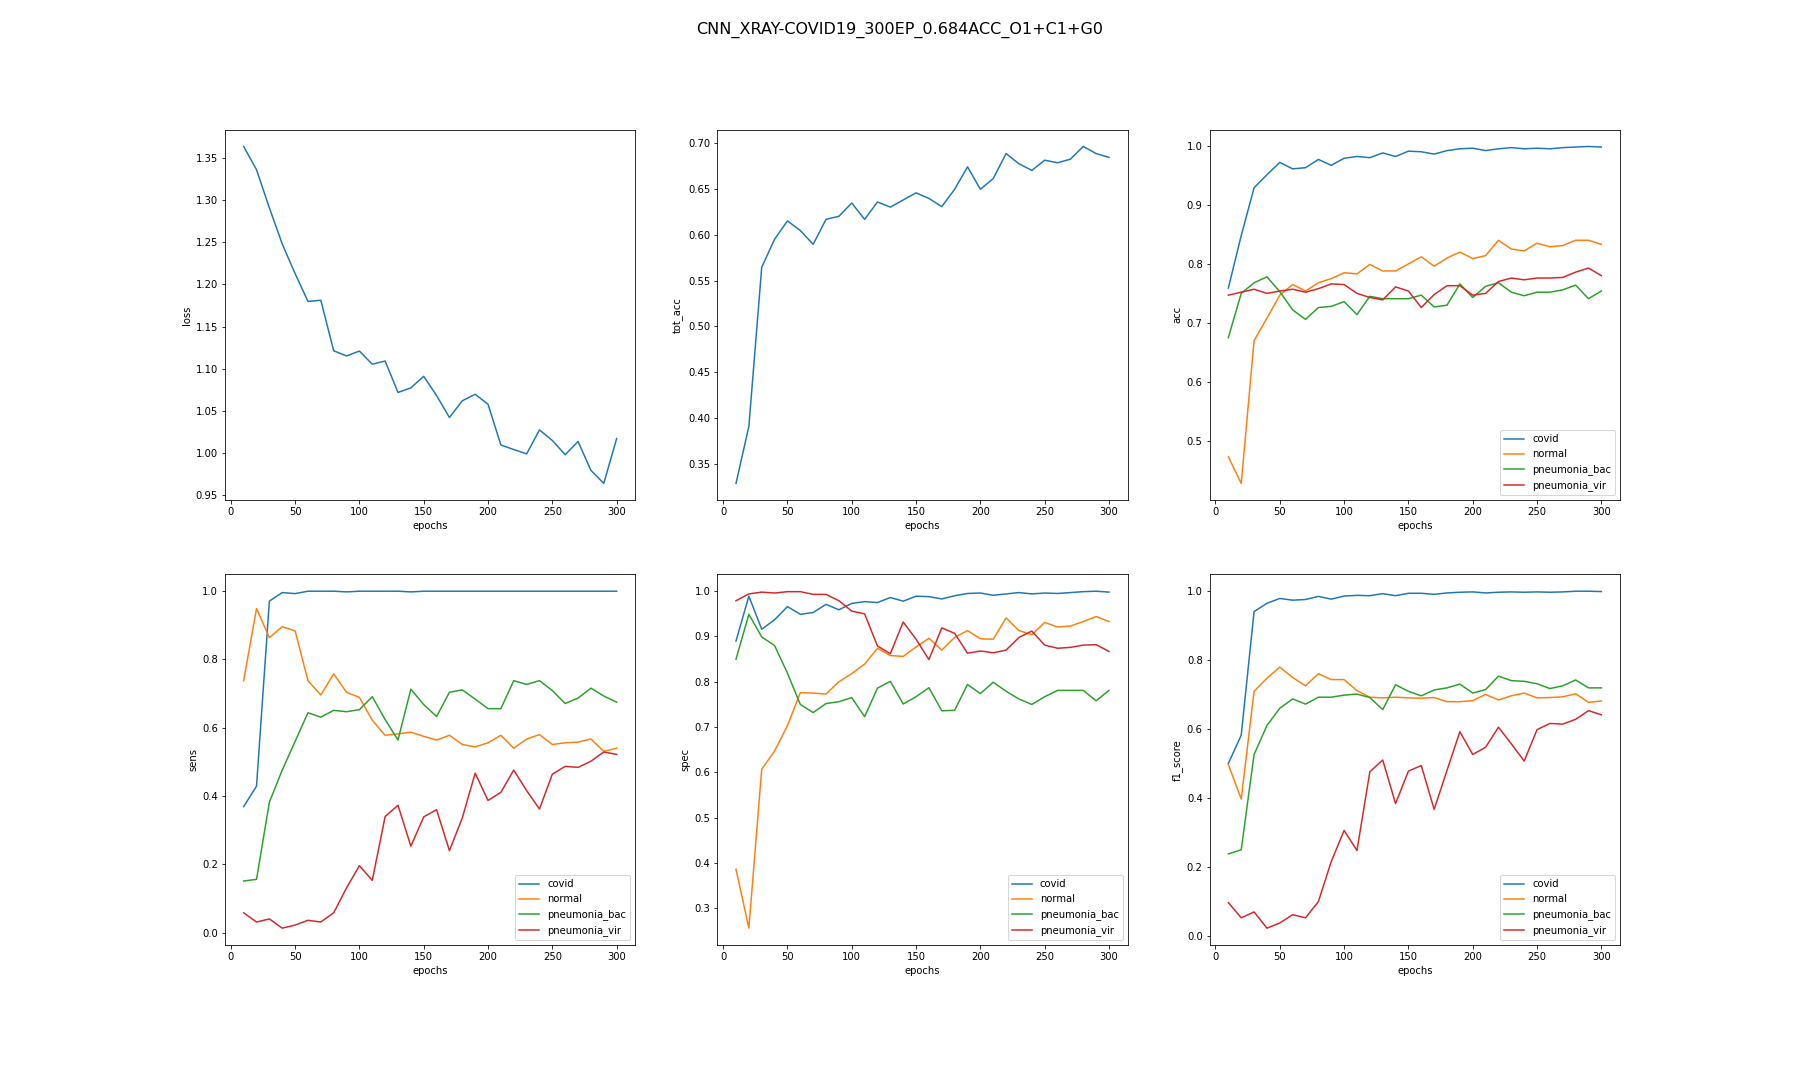 CNN_XRAY-COVID19_300EP_0.684ACC_O1+C1+G0
loss
1.35
1.30
1.25
1.20
1.15
1.10
1.05
1.00
0.95
0 50 100 150 200 250 300
epochs
tot_acc
0.70
0.65
0.60
0.55
0.50
0.45
0.40
0.35
0 50 100 150 200 250 300
epochs
acc
1.0
0.9
0.8
0.7
0.6
0.5
covid
normal
pneumonia_bac
pneumonia_vir
0 50 100 150 200 250 300
epochs
sens
1.0
0.8
0.6
0.4
0.2
0.0
covid
normal
pneumonia_bac
pneumonia_vir
0 50 100 150 200 250 300
epochs
spec
1.0
0.9
0.8
0.7
0.6
0.5
0.4
0.3
covid
normal
pneumonia_bac
pneumonia_vir
0 50 100 150 200 250 300
epochs
f1_score
1.0
0.8
0.6
0.4
0.2
0.0
covid
normal
pneumonia_bac
pneumonia_vir
0 50 100 150 200 250 300
epochs